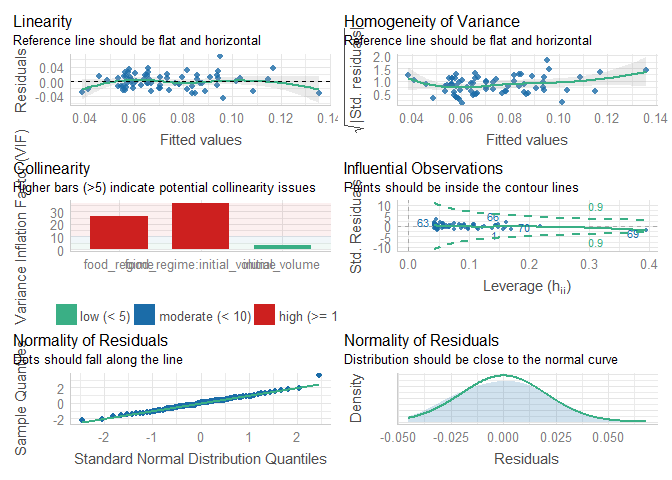 Linearity
Reference line should be flat and horizontal
Residuals
0.04
0.00
-0.04
0.04
0.06
0.08
0.10
0.12
0.14
Fitted values
Homogeneity of Variance
Reference line should be flat and horizontal
√|Std. residuals|
2.0
1.5
1.0
0.5
0.04
0.06
0.08
0.10
0.12
0.14
Fitted values
Collinearity
Higher bars (>5) indicate potential collinearity issues
Variance Inflation Factor (VIF)
30
20
10
0
food_regime
food_regime:initial_volume
initial_volume
low (< 5)
moderate (< 10)
high (>= 1
Influential Observations
Points should be inside the contour lines
Std. Residuals
10
5
0
-5
-10
0.9
0.9
63
66
1
70
69
0.0
0.1
0.2
0.3
0.4
Leverage (hii)
Normality of Residuals
Dots should fall along the line
Sample Quantiles
2
0
-2
-2
-1
0
1
2
Standard Normal Distribution Quantiles
Normality of Residuals
Distribution should be close to the normal curve
Density
-0.050
-0.025
0.000
0.025
0.050
Residuals